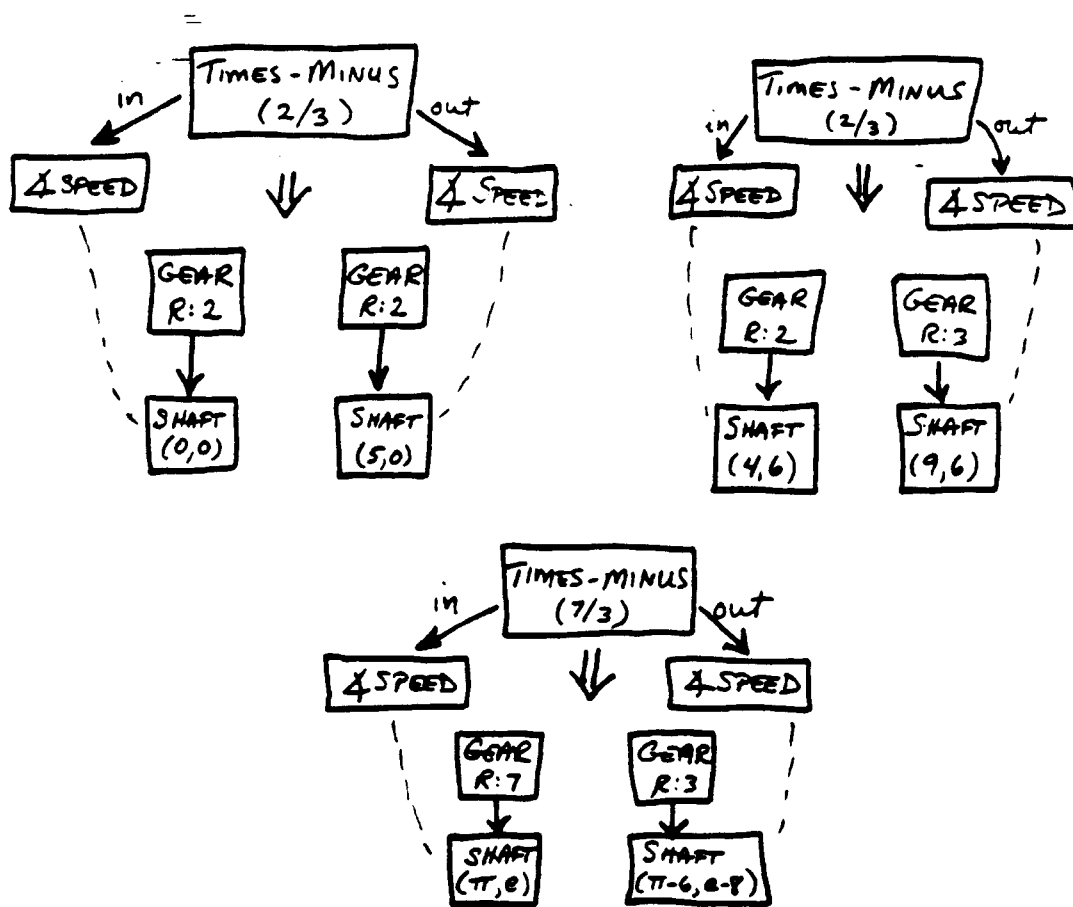 TIMES-MINUS
(2/3)
in
out
∡ SPEED
∡ SPEED
GEAR
R:2
GEAR
R:2
SHAFT
(0,0)
SHAFT
(5,0)
TIMES-MINUS
(2/3)
in
out
∡ SPEED
∡ SPEED
GEAR
R:2
GEAR
R:3
SHAFT
(4,6)
SHAFT
(9,6)
TIMES-MINUS
(7/3)
in
out
∡ SPEED
∡ SPEED
GEAR
R:7
GEAR
R:3
SHAFT
(π,e)
SHAFT
(π-6,e-8)